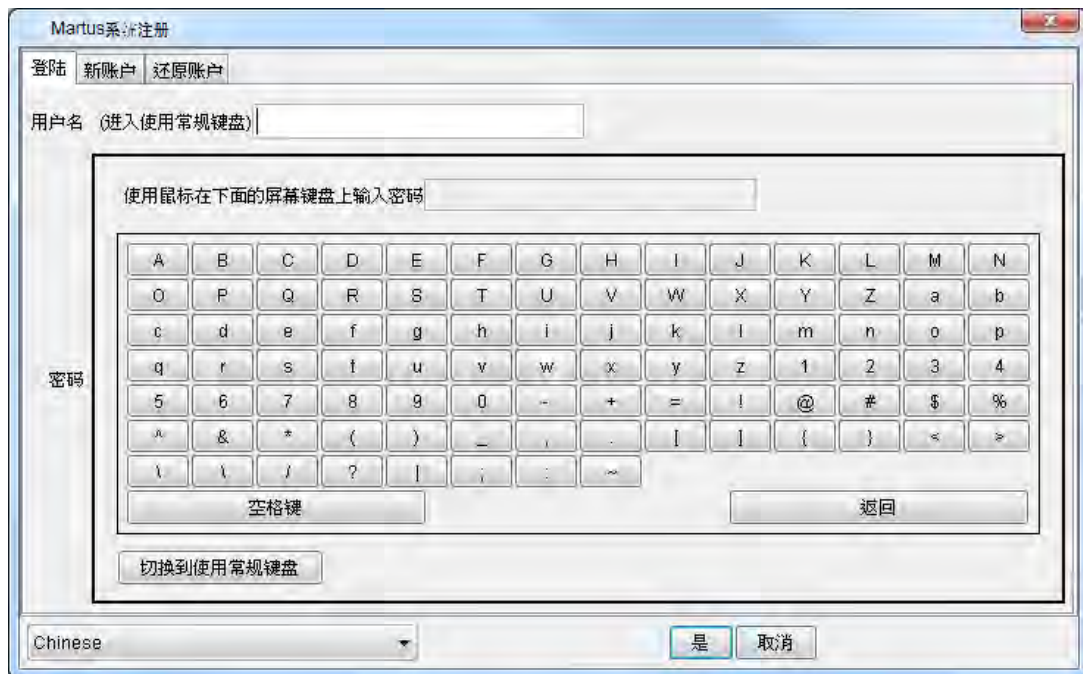 Martus系统注册
登陆 新账户 还原账户
用户名 (进入使用常规键盘)
使用鼠标在下面的屏幕键盘上输入密码
A B C D E F G H I J K L M N
O P Q R S T U V W X Y Z a b
c d e f g h i j k l m n o p
密码
q r s t u v w x y z 1 2 3 4
5 6 7 8 9 0 - + = ! @ # $ %
^ & * ( ) _ , . [ ] { } < >
\ \ / ? | ; : ~
空格键 返回
切换到使用常规键盘
Chinese 是 取消